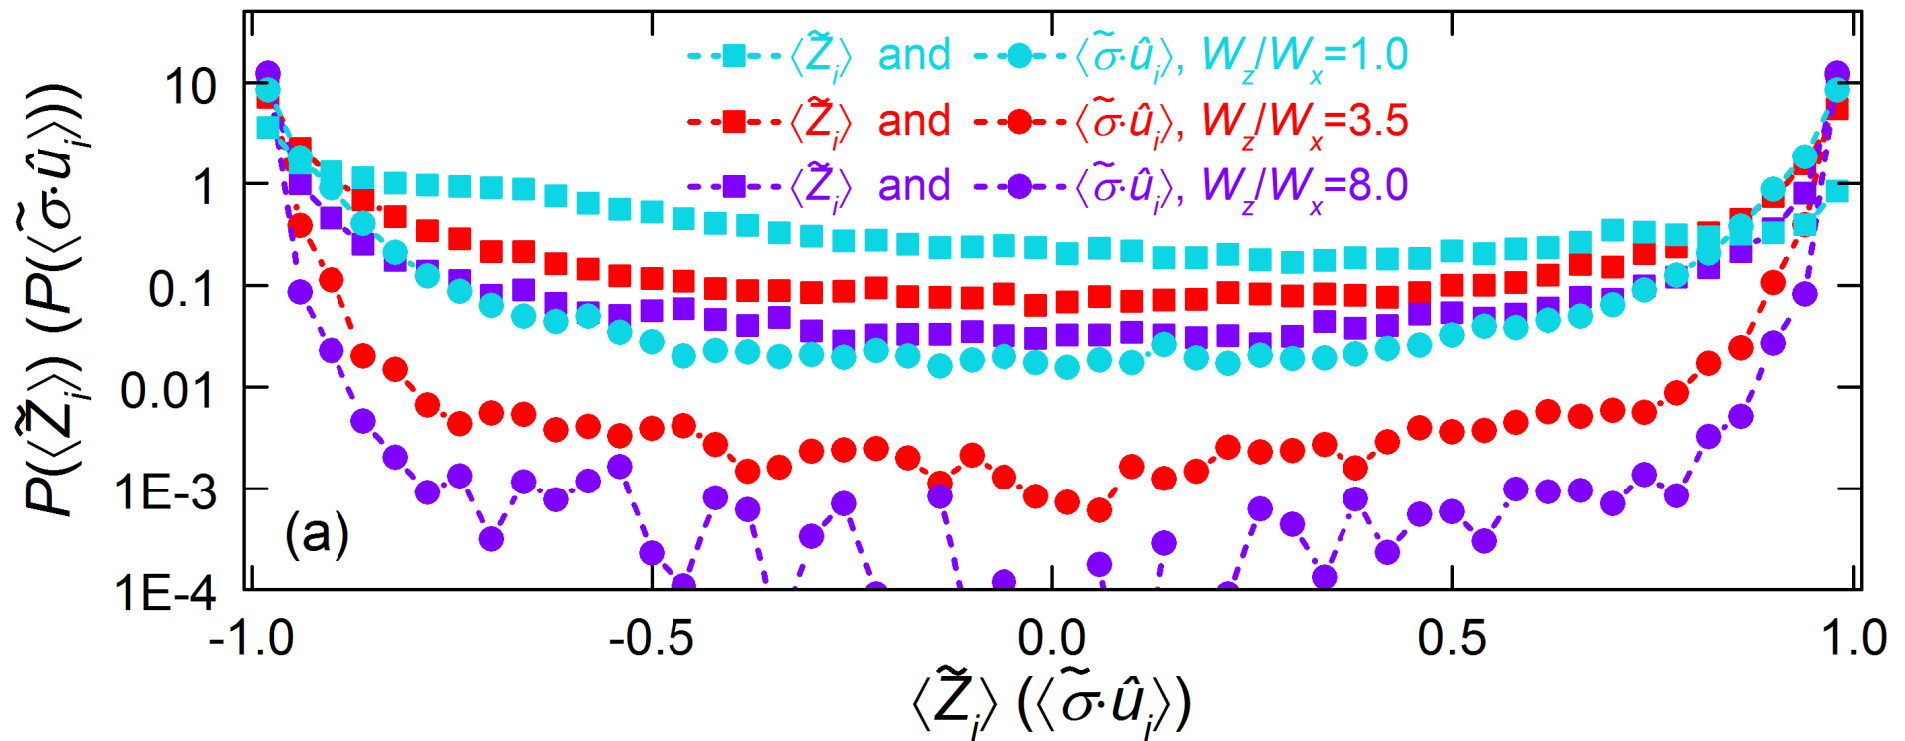 ⟨Z̃ᵢ⟩ and ⟨σ̃·ûᵢ⟩, W_z/W_x=1.0
⟨Z̃ᵢ⟩ and ⟨σ̃·ûᵢ⟩, W_z/W_x=3.5
⟨Z̃ᵢ⟩ and ⟨σ̃·ûᵢ⟩, W_z/W_x=8.0
P(⟨Z̃ᵢ⟩) (P(⟨σ̃·ûᵢ⟩))
10
1
0.1
0.01
1E-3
1E-4
(a)
-1.0 -0.5 0.0 0.5 1.0
⟨Z̃ᵢ⟩ (⟨σ̃·ûᵢ⟩)